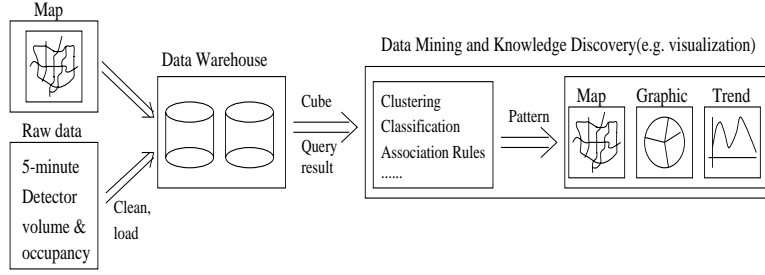 Map
Raw data
5-minute
Detector
volume &
occupancy
Clean,
load
Data Warehouse
Cube
Query
result
Data Mining and Knowledge Discovery(e.g. visualization)
Clustering
Classification
Association Rules
......
Pattern
Map
Graphic
Trend